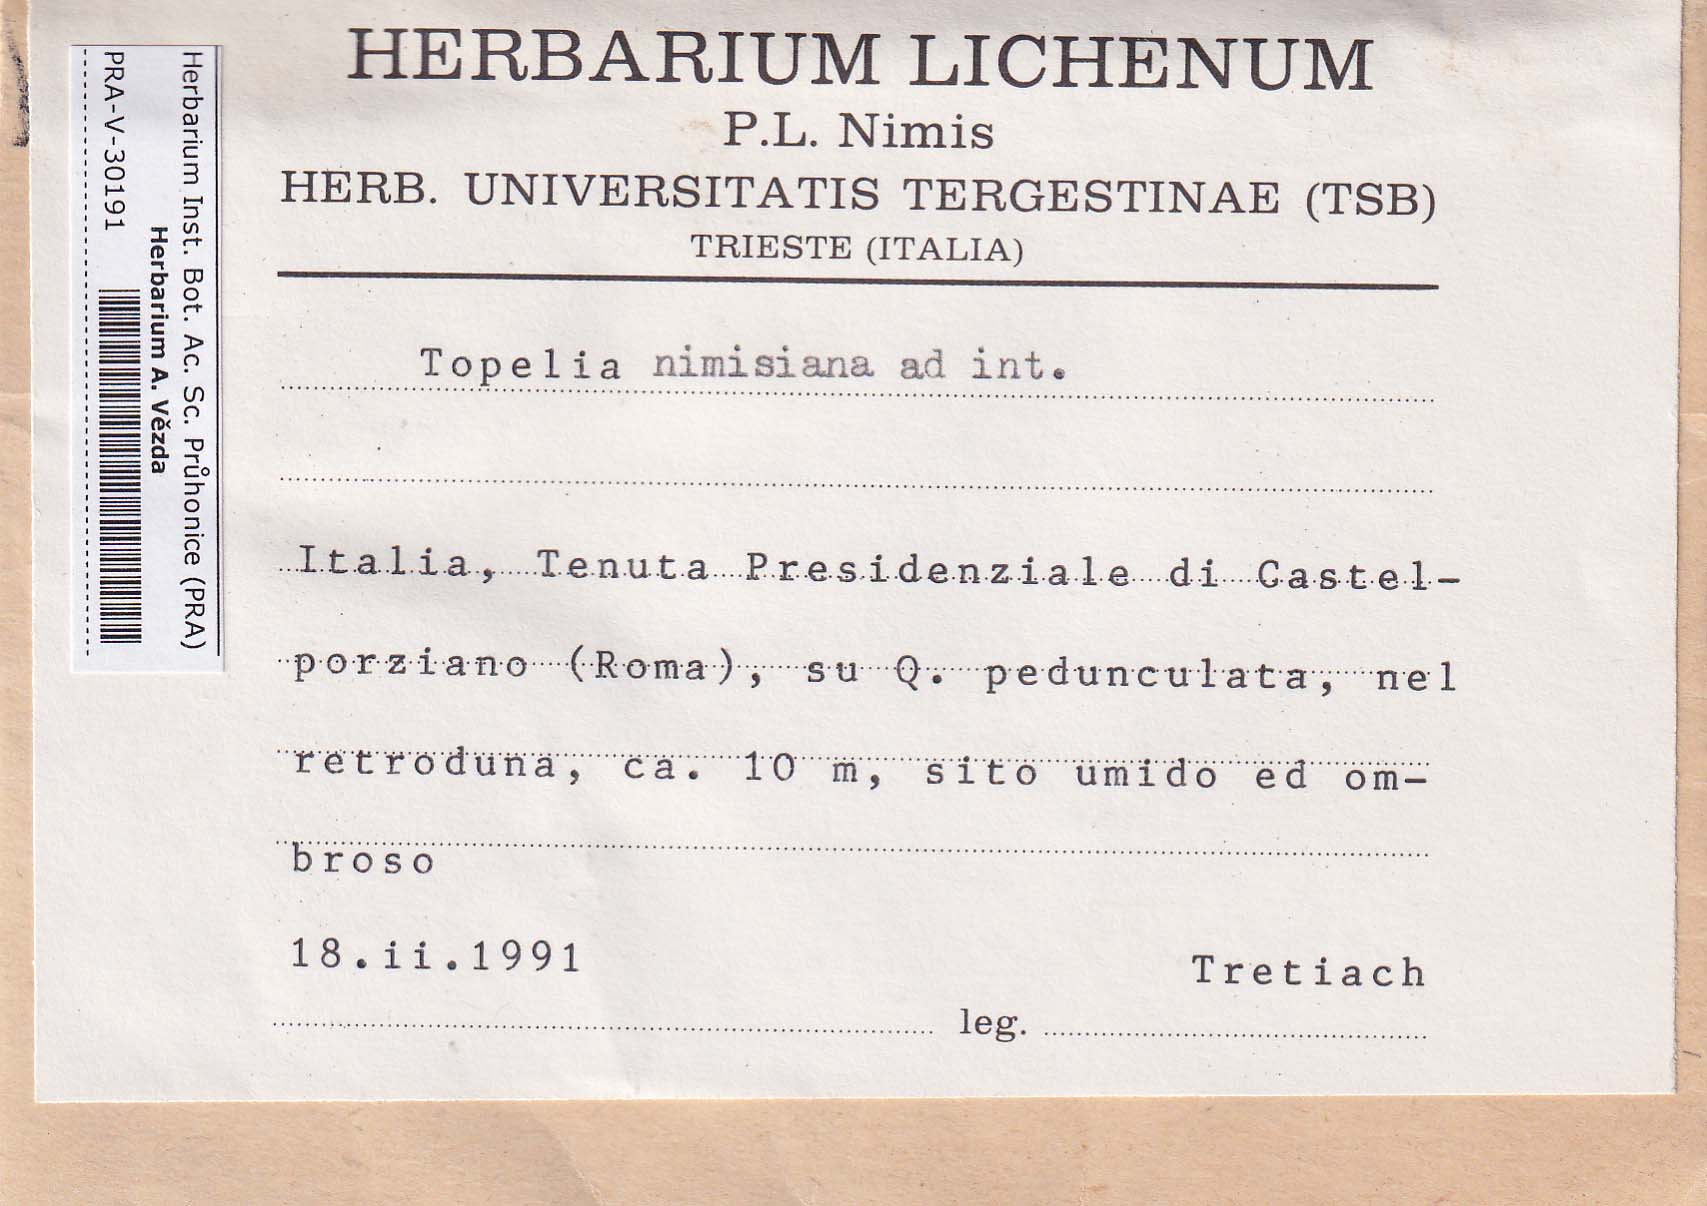 HERBARIUM LICHENUM
P.L. Nimis
HERB. UNIVERSITATIS TERGESTINAE (TSB)
TRIESTE (ITALIA)
Topelia nimisiana ad int.
Italia, Tenuta Presidenziale di Castel-
porziano (Roma), su Q. pedunculata, nel
retroduna, ca. 10 m, sito umido ed om-
broso
18.ii.1991
Tretiach
leg.
Herbarium Inst. Bot. Ac. Sc. Průhonice (PRA)
Herbarium A. Vězda
PRA-V-30191